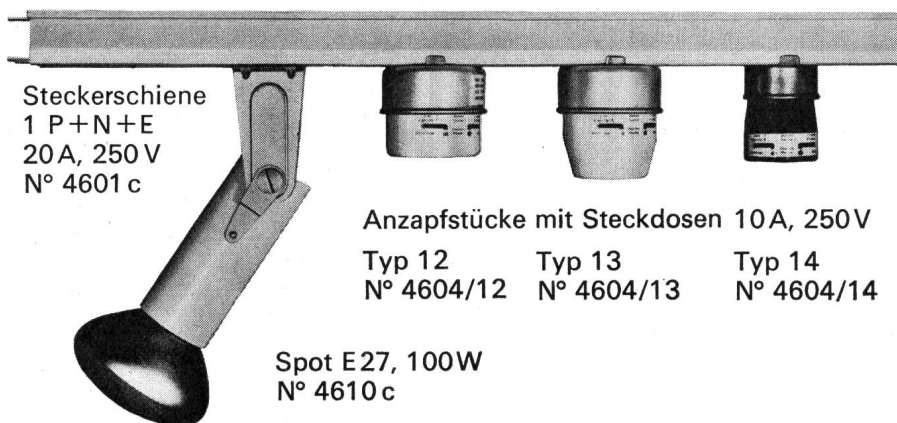 Steckerschiene
1 P+N+E
20 A, 250 V
N° 4601 c
Anzapfstücke mit Steckdosen 10 A, 250 V
Typ 12 Typ 13 Typ 14
N° 4604/12 N° 4604/13 N° 4604/14
Spot E 27, 100 W
N° 4610 c